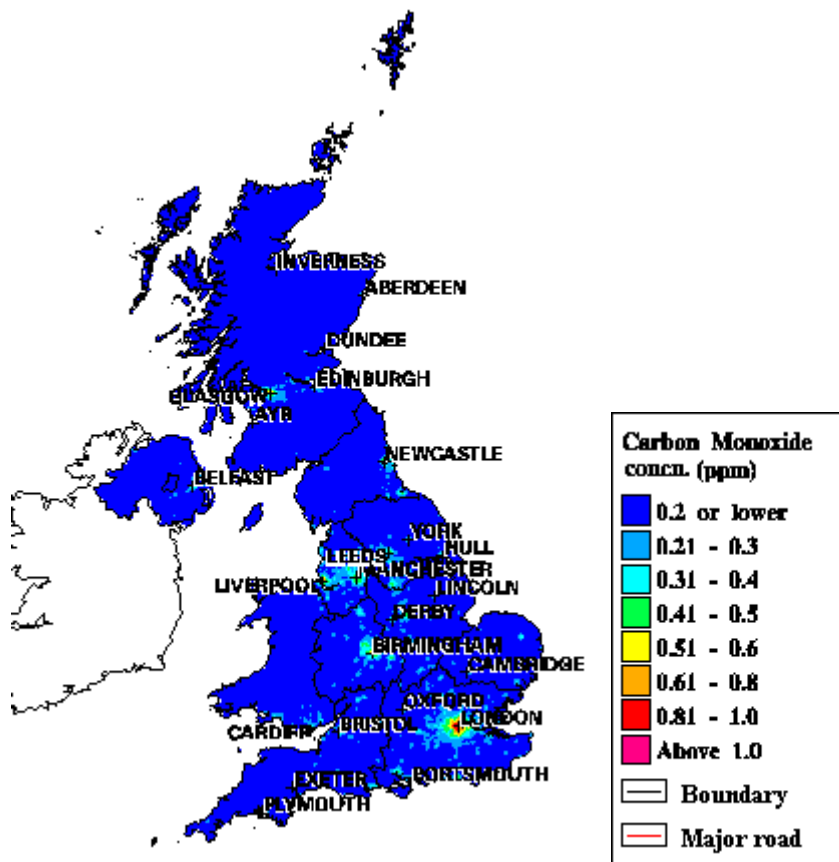 INVERNESS
ABERDEEN
DUNDEE
EDINBURGH
GLASGOW
AYR
NEWCASTLE
BELFAST
YORK
HULL
LEEDS
MANCHESTER
LIVERPOOL
LINCOLN
DERBY
BIRMINGHAM
CAMBRIDGE
OXFORD
LONDON
CARDIFF
BRISTOL
EXETER
PORTSMOUTH
PLYMOUTH
Carbon Monoxide
concn. (ppm)
0.2 or lower
0.21 - 0.3
0.31 - 0.4
0.41 - 0.5
0.51 - 0.6
0.61 - 0.8
0.81 - 1.0
Above 1.0
Boundary
Major road